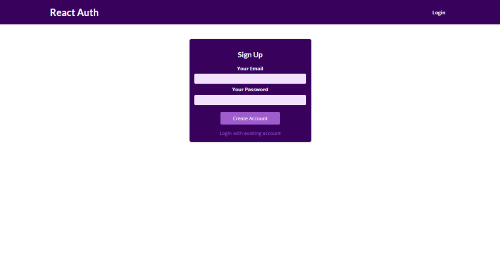 React Auth
Login
Sign Up
Your Email
Your Password
Create Account
Login with existing account